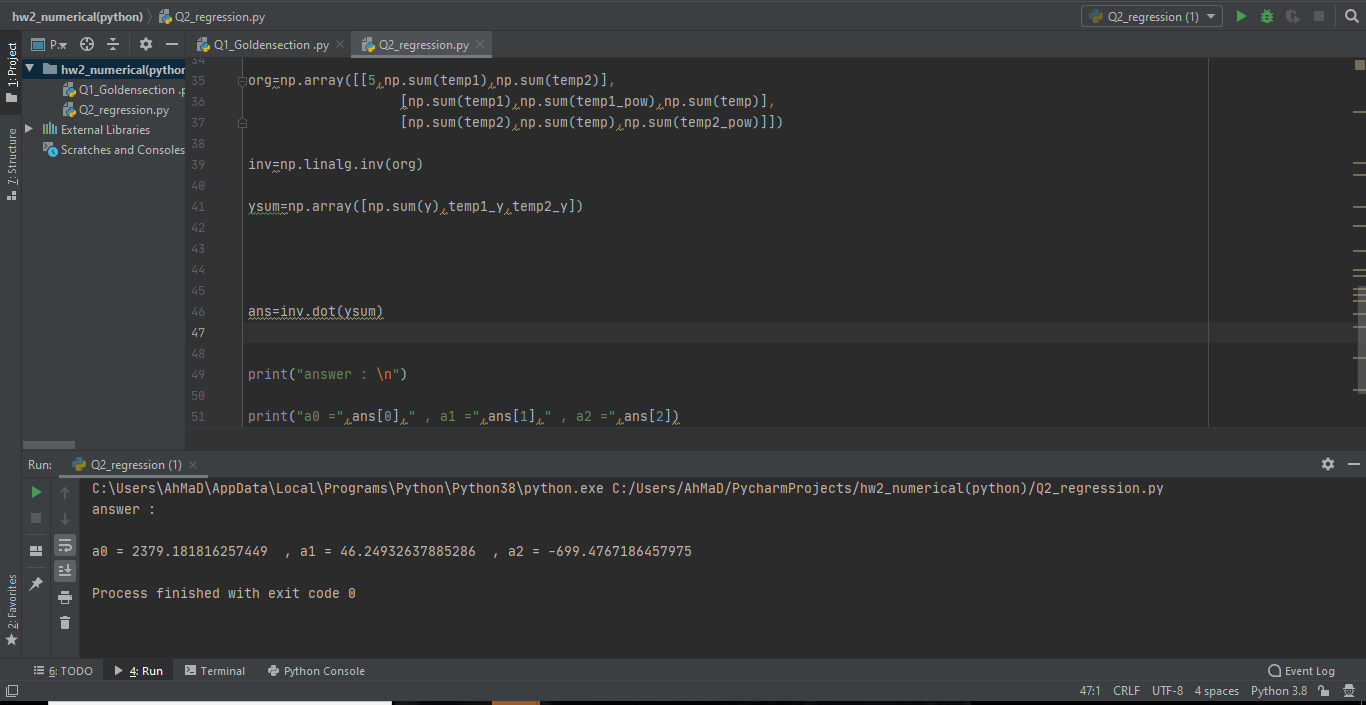 hw2_numerical(python) Q2_regression.py Q2_regression (1)
1: Project P.. Q1_Goldensection .py Q2_regression.py
hw2_numerical(python
Q1_Goldensection .p
Q2_regression.py
External Libraries
Scratches and Consoles
7: Structure
34
35 org=np.array([[5,np.sum(temp1),np.sum(temp2)],
36 [np.sum(temp1),np.sum(temp1_pow),np.sum(temp)],
37 [np.sum(temp2),np.sum(temp),np.sum(temp2_pow)]])
38
39 inv=np.linalg.inv(org)
40
41 ysum=np.array([np.sum(y),temp1_y,temp2_y])
42
43
44
45
46 ans=inv.dot(ysum)
47
48
49 print("answer : \n")
50
51 print("a0 =",ans[0]," , a1 =",ans[1]," , a2 =",ans[2])
Run: Q2_regression (1)
C:\Users\AhMaD\AppData\Local\Programs\Python\Python38\python.exe C:/Users/AhMaD/PycharmProjects/hw2_numerical(python)/Q2_regression.py
answer :
a0 = 2379.181816257449  , a1 = 46.24932637885286  , a2 = -699.4767186457975
Process finished with exit code 0
2: Favorites
6: TODO 4: Run Terminal Python Console Event Log
47:1 CRLF UTF-8 4 spaces Python 3.8